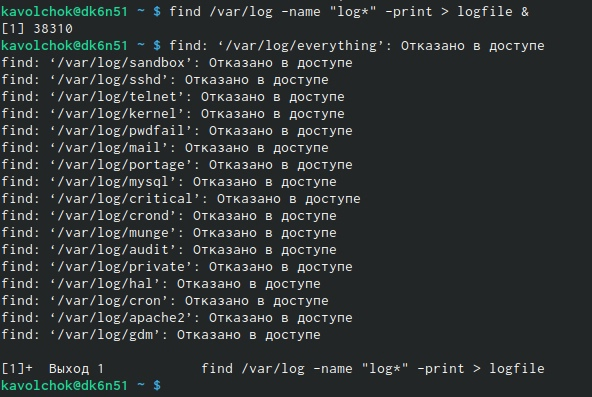 kavolchok@dk6n51 ~ $ find /var/log -name "log*" -print > logfile &
[1] 38310
kavolchok@dk6n51 ~ $ find: ‘/var/log/everything’: Отказано в доступе
find: ‘/var/log/sandbox’: Отказано в доступе
find: ‘/var/log/sshd’: Отказано в доступе
find: ‘/var/log/telnet’: Отказано в доступе
find: ‘/var/log/kernel’: Отказано в доступе
find: ‘/var/log/pwdfail’: Отказано в доступе
find: ‘/var/log/mail’: Отказано в доступе
find: ‘/var/log/portage’: Отказано в доступе
find: ‘/var/log/mysql’: Отказано в доступе
find: ‘/var/log/critical’: Отказано в доступе
find: ‘/var/log/crond’: Отказано в доступе
find: ‘/var/log/munge’: Отказано в доступе
find: ‘/var/log/audit’: Отказано в доступе
find: ‘/var/log/private’: Отказано в доступе
find: ‘/var/log/hal’: Отказано в доступе
find: ‘/var/log/cron’: Отказано в доступе
find: ‘/var/log/apache2’: Отказано в доступе
find: ‘/var/log/gdm’: Отказано в доступе
[1]+  Выход 1            find /var/log -name "log*" -print > logfile
kavolchok@dk6n51 ~ $